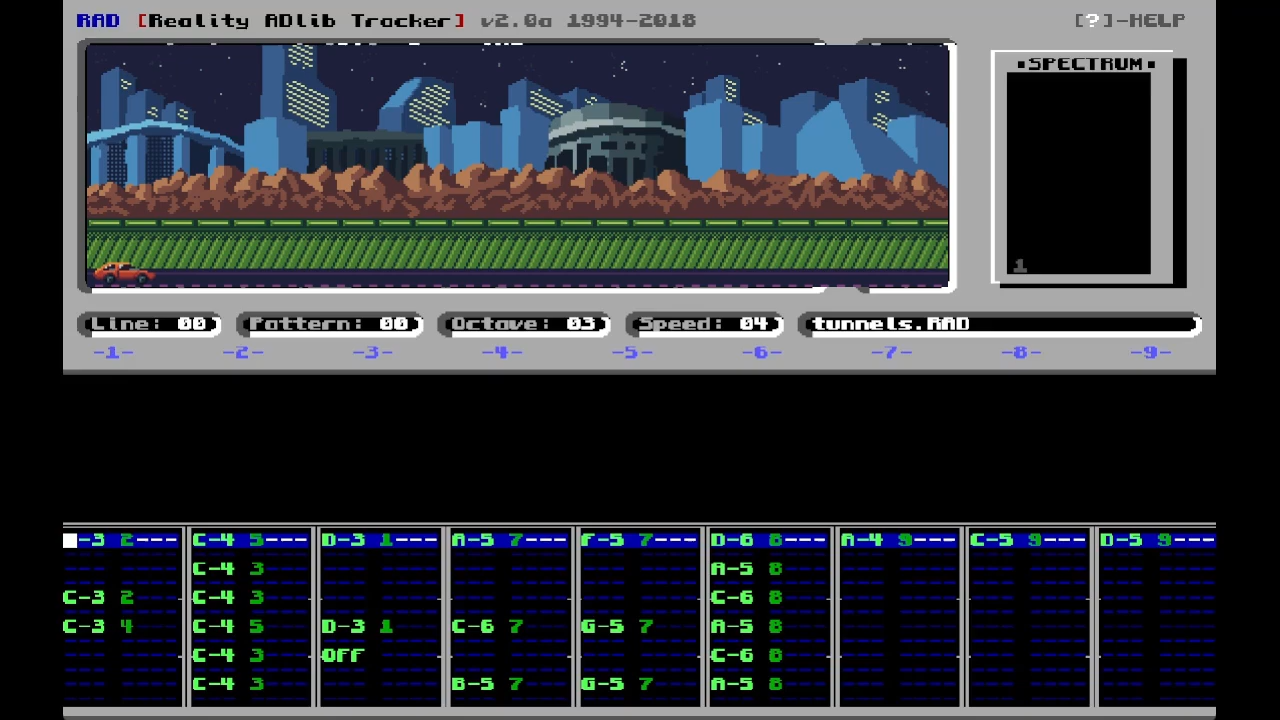 RAD [Reality ADlib Tracker] v2.0a 1994-2018 [?]-HELP
▪SPECTRUM▪
1
Line: 00 Pattern: 00 Octave: 03 Speed: 04 tunnels.RAD
-1- -2- -3- -4- -5- -6- -7- -8- -9-
-3 2--- C-4 5--- D-3 1--- A-5 7--- F-5 7--- D-6 8--- A-4 9--- C-5 9--- D-5 9---
C-4 3 A-5 8
C-3 2 C-4 3 C-6 8
C-3 4 C-4 5 D-3 1 C-6 7 G-5 7 A-5 8
C-4 3 OFF C-6 8
C-4 3 B-5 7 G-5 7 A-5 8